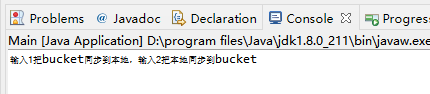 Problems @ Javadoc Declaration Console Progress
Main [Java Application] D:\program files\Java\jdk1.8.0_211\bin\javaw.exe
输入1把bucket同步到本地，输入2把本地同步到bucket